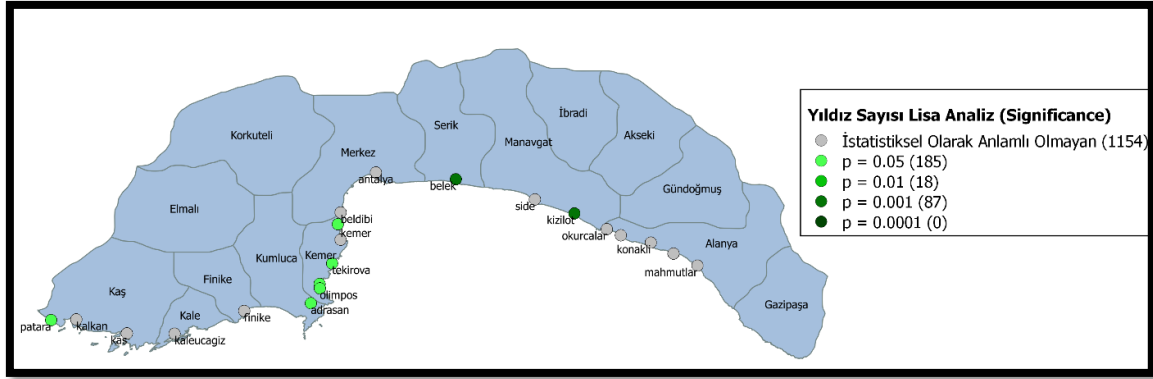 Yıldız Sayısı Lisa Analiz (Significance)
İstatistiksel Olarak Anlamlı Olmayan (1154)
p = 0.05 (185)
p = 0.01 (18)
p = 0.001 (87)
p = 0.0001 (0)
İbradi
Serik
Akseki
Korkuteli
Manavgat
Merkez
antalya
belek
Gündoğmuş
side
Elmalı
beldibi
kizilot
kemer
okurcalar
konakli
Alanya
Kumluca
Kemer
tekirova
mahmutlar
Finike
Kaş
olimpos
Gazipaşa
adrasan
Kale
finike
patara
kalkan
kaş
kaleucagiz